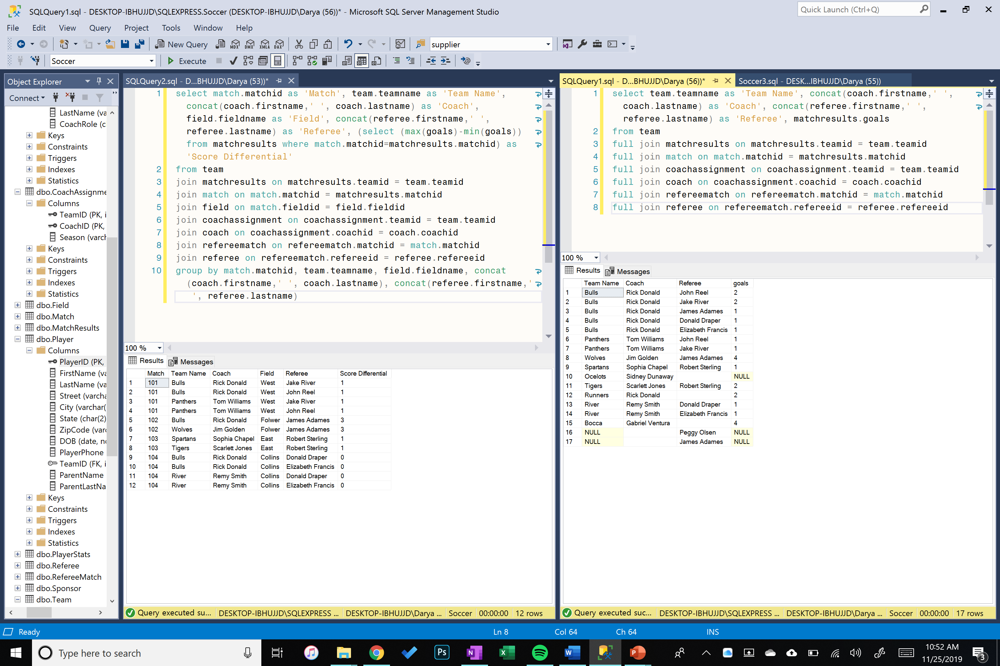 SQLQuery1.sql - DESKTOP-IBHUJJD\SQLEXPRESS.Soccer (DESKTOP-IBHUJJD\Darya (56))* - Microsoft SQL Server Management Studio
Quick Launch (Ctrl+Q)
File Edit View Query Project Tools Window Help
New Query MDX DMX XMLA DAX supplier
Soccer Execute
Object Explorer
Connect
LastName (va
CoachRole (c
Keys
Constraints
Triggers
Indexes
Statistics
dbo.CoachAssignme
Columns
TeamID (PK, i
CoachID (PK,
Season (varch
Keys
Constraints
Triggers
Indexes
Statistics
dbo.Field
dbo.Match
dbo.MatchResults
dbo.Player
Columns
PlayerID (PK,
FirstName (va
LastName (va
Street (varcha
City (varchar(
State (char(2)
ZipCode (varc
DOB (date, no
PlayerPhone
TeamID (FK, i
ParentName
ParentLastNa
Keys
Constraints
Triggers
Indexes
Statistics
dbo.PlayerStats
dbo.Referee
dbo.RefereeMatch
dbo.Sponsor
dbo.Team
SQLQuery2.sql - D...BHUJJD\Darya (53))*
1 select match.matchid as 'Match', team.teamname as 'Team Name',
concat(coach.firstname,' ', coach.lastname) as 'Coach',
field.fieldname as 'Field', concat(referee.firstname,' ',
referee.lastname) as 'Referee', (select (max(goals)-min(goals))
from matchresults where match.matchid=matchresults.matchid) as
'Score Differential'
2 from team
3 join matchresults on matchresults.teamid = team.teamid
4 join match on match.matchid = matchresults.matchid
5 join field on match.fieldid = field.fieldid
6 join coachassignment on coachassignment.teamid = team.teamid
7 join coach on coachassignment.coachid = coach.coachid
8 join refereematch on refereematch.matchid = match.matchid
9 join referee on refereematch.refereeid = referee.refereeid
10 group by match.matchid, team.teamname, field.fieldname, concat
(coach.firstname,' ', coach.lastname), concat(referee.firstname,'
', referee.lastname)
100 %
Results Messages
Match Team Name Coach Field Referee Score Differential
1 101 Bulls Rick Donald West Jake River 1
2 101 Bulls Rick Donald West John Reel 1
3 101 Panthers Tom Williams West Jake River 1
4 101 Panthers Tom Williams West John Reel 1
5 102 Bulls Rick Donald Folwer James Adames 3
6 102 Wolves Jim Golden Folwer James Adames 3
7 103 Spartans Sophia Chapel East Robert Sterling 1
8 103 Tigers Scarlett Jones East Robert Sterling 1
9 104 Bulls Rick Donald Collins Donald Draper 0
10 104 Bulls Rick Donald Collins Elizabeth Francis 0
11 104 River Remy Smith Collins Donald Draper 0
12 104 River Remy Smith Collins Elizabeth Francis 0
Query executed su... DESKTOP-IBHUJJD\SQLEXPRESS ... DESKTOP-IBHUJJD\Darya ... Soccer 00:00:00 12 rows
SQLQuery1.sql - D...BHUJJD\Darya (56))* Soccer3.sql - DESK...IBHUJJD\Darya (55))
1 select team.teamname as 'Team Name', concat(coach.firstname,' ',
coach.lastname) as 'Coach', concat(referee.firstname,' ',
referee.lastname) as 'Referee', matchresults.goals
2 from team
3 full join matchresults on matchresults.teamid = team.teamid
4 full join match on match.matchid = matchresults.matchid
5 full join coachassignment on coachassignment.teamid = team.teamid
6 full join coach on coachassignment.coachid = coach.coachid
7 full join refereematch on refereematch.matchid = match.matchid
8 full join referee on refereematch.refereeid = referee.refereeid
100 %
Results Messages
Team Name Coach Referee goals
1 Bulls Rick Donald John Reel 2
2 Bulls Rick Donald Jake River 2
3 Bulls Rick Donald James Adames 1
4 Bulls Rick Donald Donald Draper 1
5 Bulls Rick Donald Elizabeth Francis 1
6 Panthers Tom Williams John Reel 1
7 Panthers Tom Williams Jake River 1
8 Wolves Jim Golden James Adames 4
9 Spartans Sophia Chapel Robert Sterling 1
10 Ocelots Sidney Dunaway NULL
11 Tigers Scarlett Jones Robert Sterling 2
12 Runners Rick Donald 2
13 River Remy Smith Donald Draper 1
14 River Remy Smith Elizabeth Francis 1
15 Bocca Gabriel Ventura 4
16 NULL Peggy Olsen NULL
17 NULL James Adames NULL
Query executed suc... DESKTOP-IBHUJJD\SQLEXPRESS ... DESKTOP-IBHUJJD\Darya ... Soccer 00:00:00 17 rows
Ready Ln 8 Col 64 Ch 64 INS
Type here to search Ps N X W P 10:52 AM
11/25/2019 3